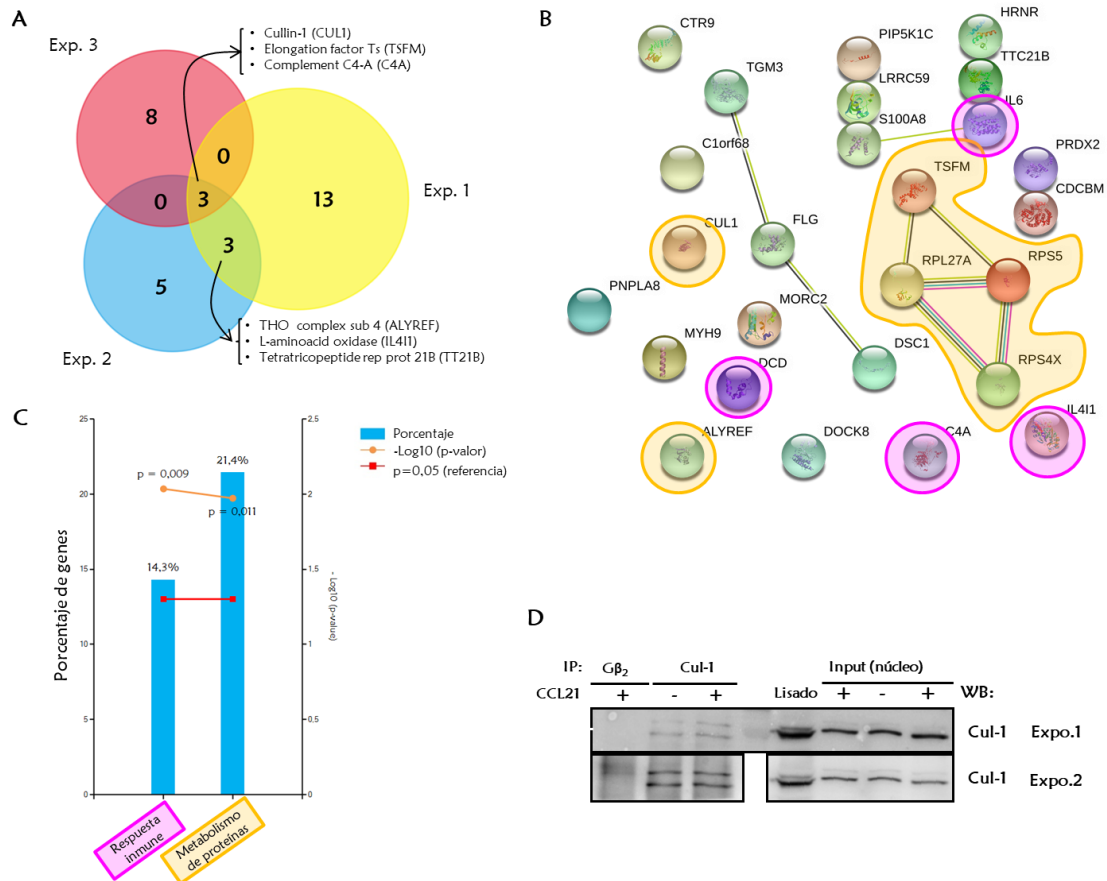 A
Exp. 3
Exp. 1
Exp. 2
8
0
0
3
13
3
5
• Cullin-1 (CUL1)
• Elongation factor Ts (TSFM)
• Complement C4-A (C4A)
• THO complex sub 4 (ALYREF)
• L-aminoacid oxidase (IL4I1)
• Tetratricopeptide rep prot 21B (TT21B)
B
CTR9
TGM3
PIP5K1C
HRNR
LRRC59
TTC21B
S100A8
IL6
C1orf68
TSFM
PRDX2
CDCBM
CUL1
FLG
RPL27A
RPS5
PNPLA8
MORC2
MYH9
DCD
DSC1
RPS4X
ALYREF
DOCK8
C4A
IL4I1
C
25
20
15
10
5
0
Porcentaje de genes
2.5
2
1.5
1
0.5
0
- Log10 (p-value)
p = 0,009
21,4%
p = 0,011
14,3%
Porcentaje
-Log10 (p-valor)
p=0,05 (referencia)
Respuesta
inmune
Metabolismo
de proteínas
D
IP: Gβ2 Cul-1 Input (núcleo)
CCL21 + - + Lisado + - + WB:
Cul-1 Expo.1
Cul-1 Expo.2